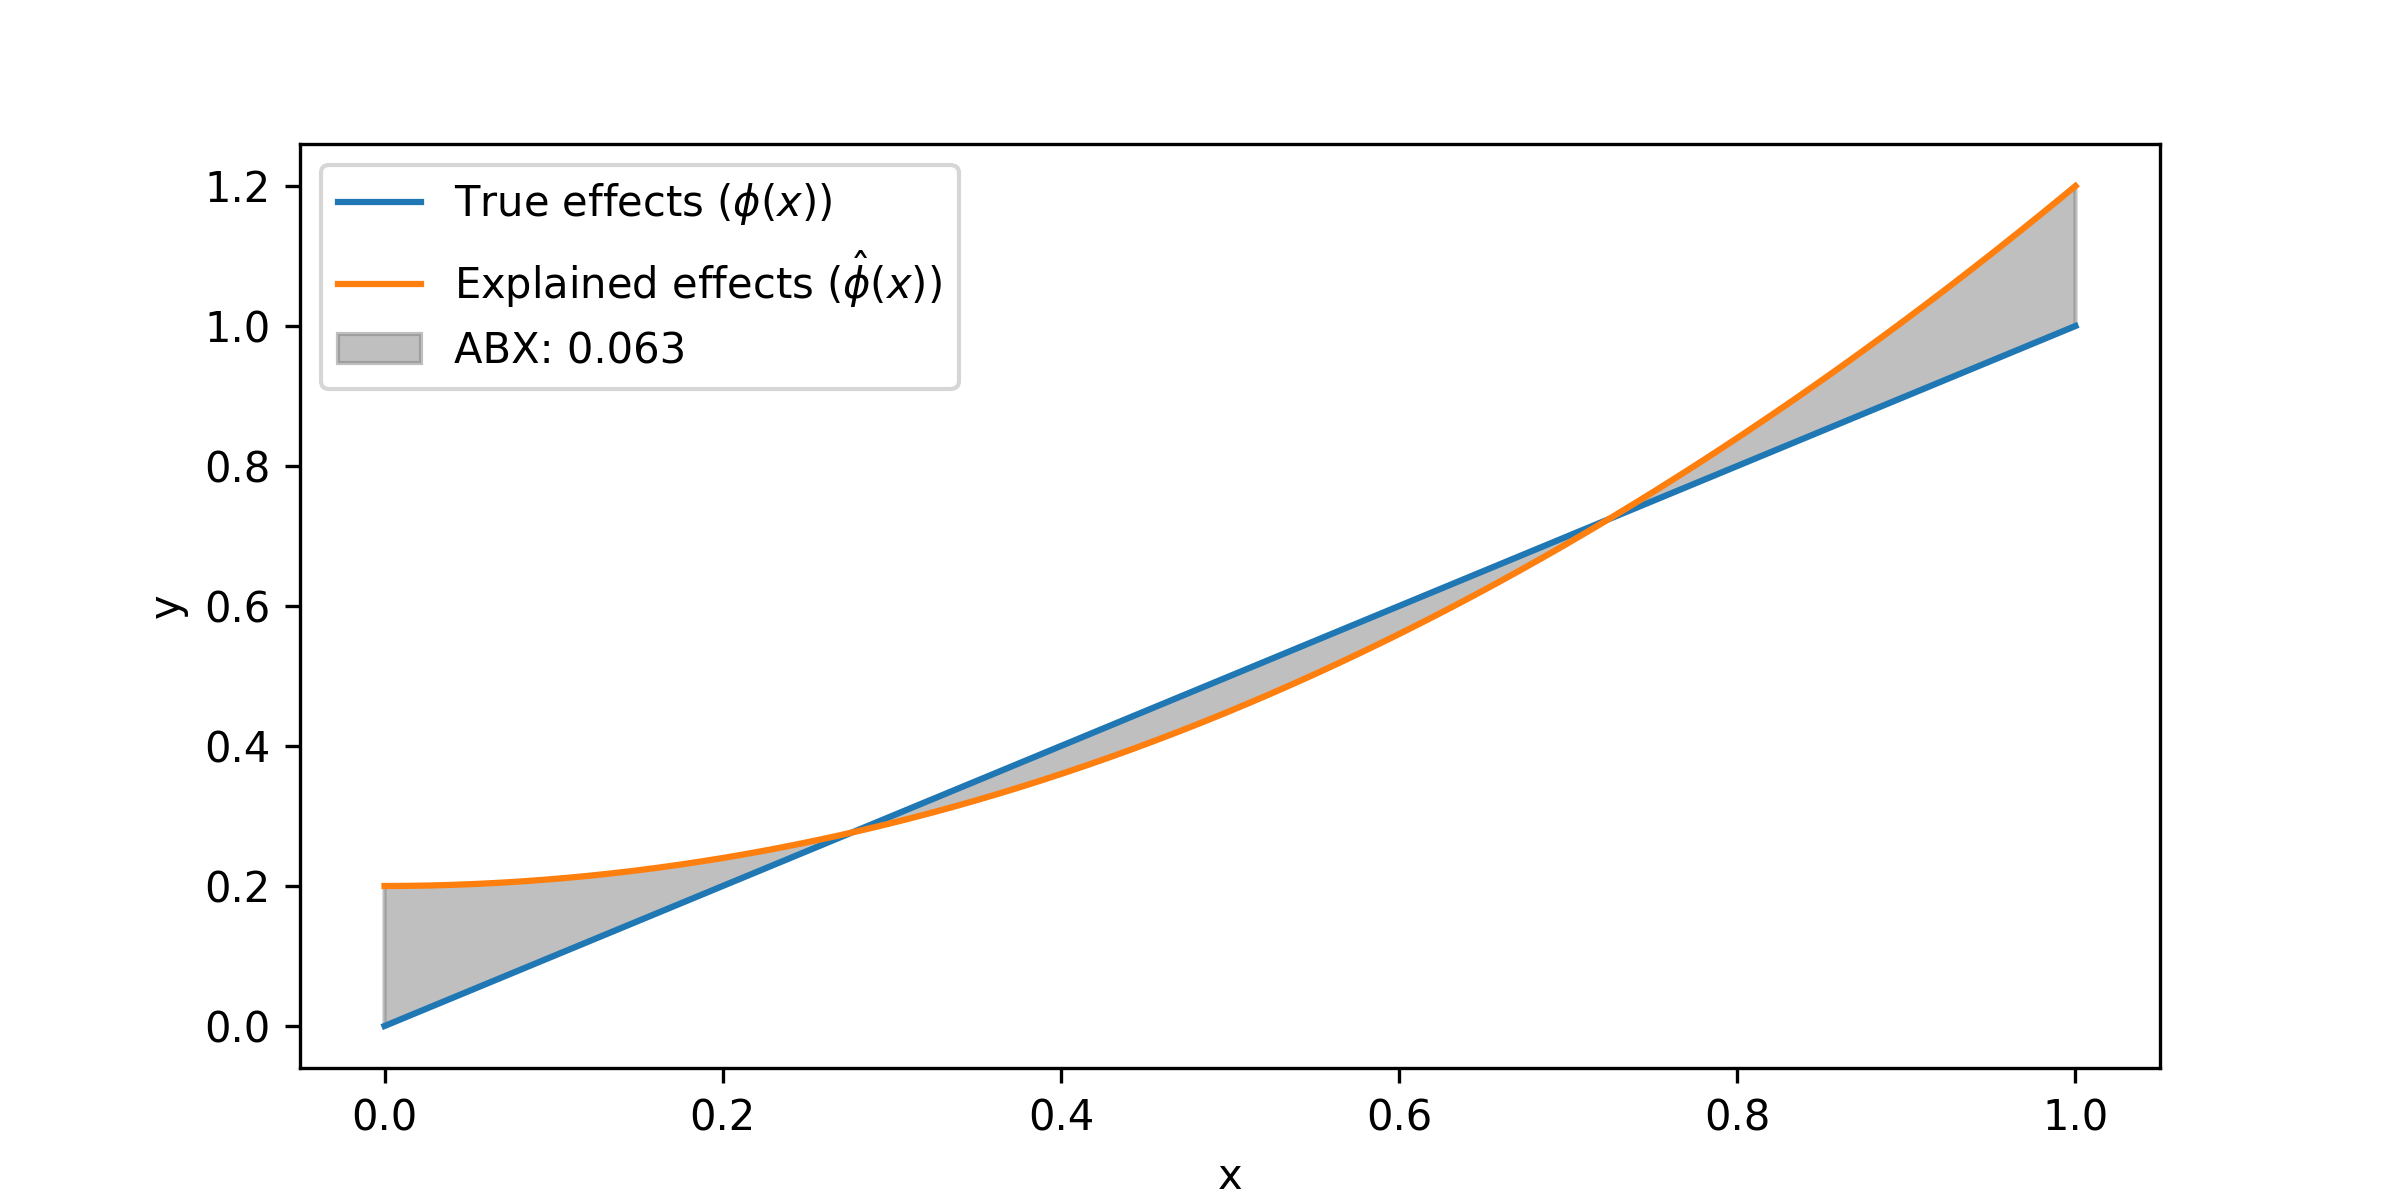 True effects (ϕ(x))
Explained effects (ϕ̂(x))
ABX: 0.063
1.2
1.0
0.8
0.6
0.4
0.2
0.0
y
0.0 0.2 0.4 0.6 0.8 1.0
x